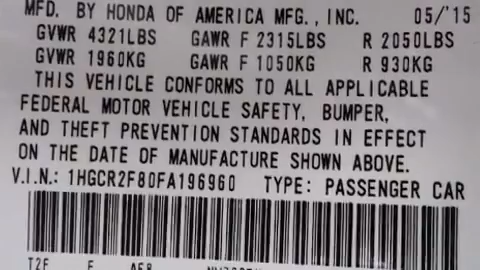 MFD. BY HONDA OF AMERICA MFG., INC. 05/'15
GVWR 4321LBS GAWR F 2315LBS R 2050LBS
GVWR 1960KG GAWR F 1050KG R 930KG
THIS VEHICLE CONFORMS TO ALL APPLICABLE
FEDERAL MOTOR VEHICLE SAFETY, BUMPER,
AND THEFT PREVENTION STANDARDS IN EFFECT
ON THE DATE OF MANUFACTURE SHOWN ABOVE.
V.I.N.: 1HGCR2F80FA196960 TYPE: PASSENGER CAR